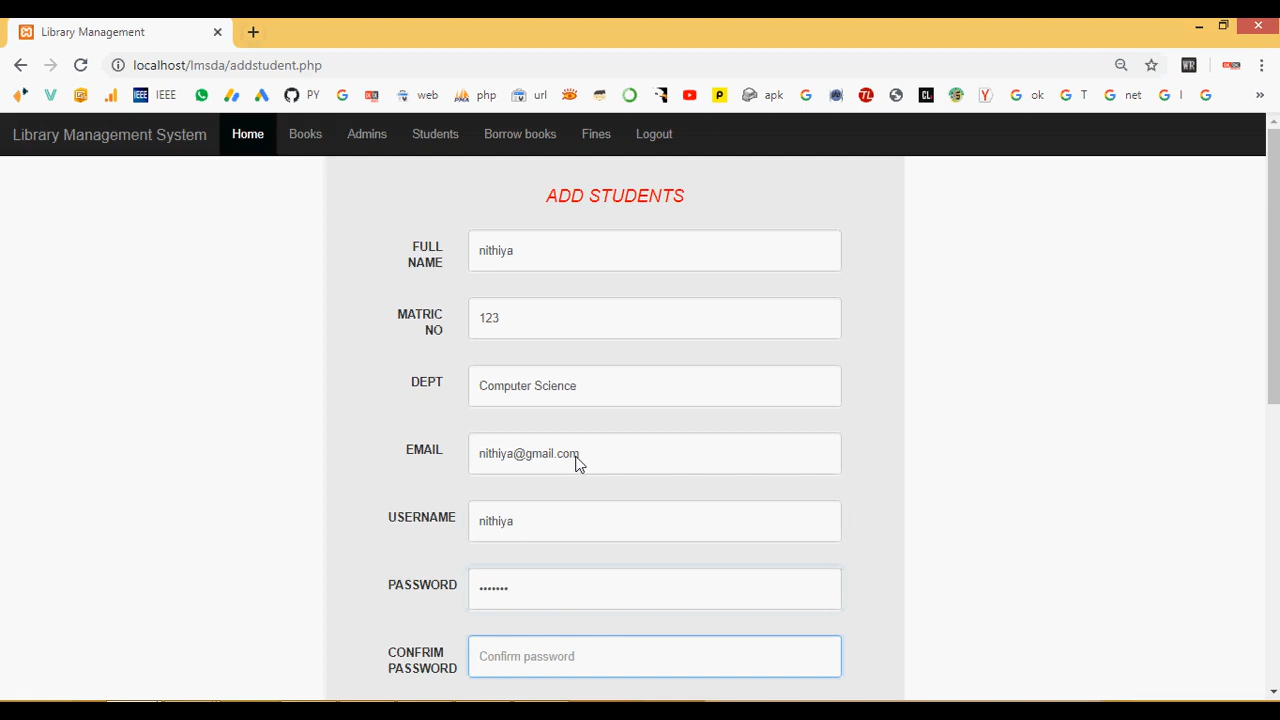 Library Management
localhost/lmsda/addstudent.php
IEEE IEEE PY web php url apk ok T net I »
Library Management System Home Books Admins Students Borrow books Fines Logout
ADD STUDENTS
FULL NAME nithiya
MATRIC NO 123
DEPT Computer Science
EMAIL nithiya@gmail.com
USERNAME nithiya
PASSWORD •••••••
CONFRIM PASSWORD Confirm password